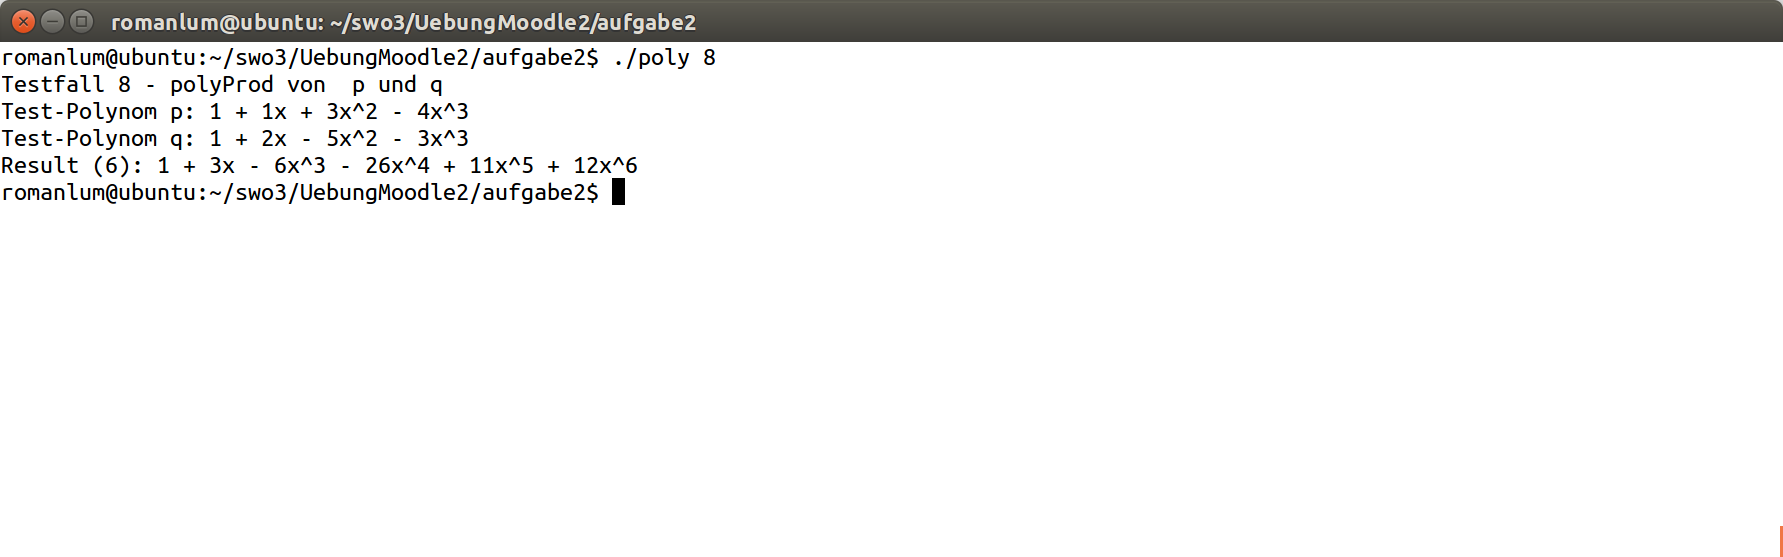 romanlum@ubuntu: ~/swo3/UebungMoodle2/aufgabe2
romanlum@ubuntu:~/swo3/UebungMoodle2/aufgabe2$ ./poly 8
Testfall 8 - polyProd von  p und q
Test-Polynom p: 1 + 1x + 3x^2 - 4x^3
Test-Polynom q: 1 + 2x - 5x^2 - 3x^3
Result (6): 1 + 3x - 6x^3 - 26x^4 + 11x^5 + 12x^6
romanlum@ubuntu:~/swo3/UebungMoodle2/aufgabe2$